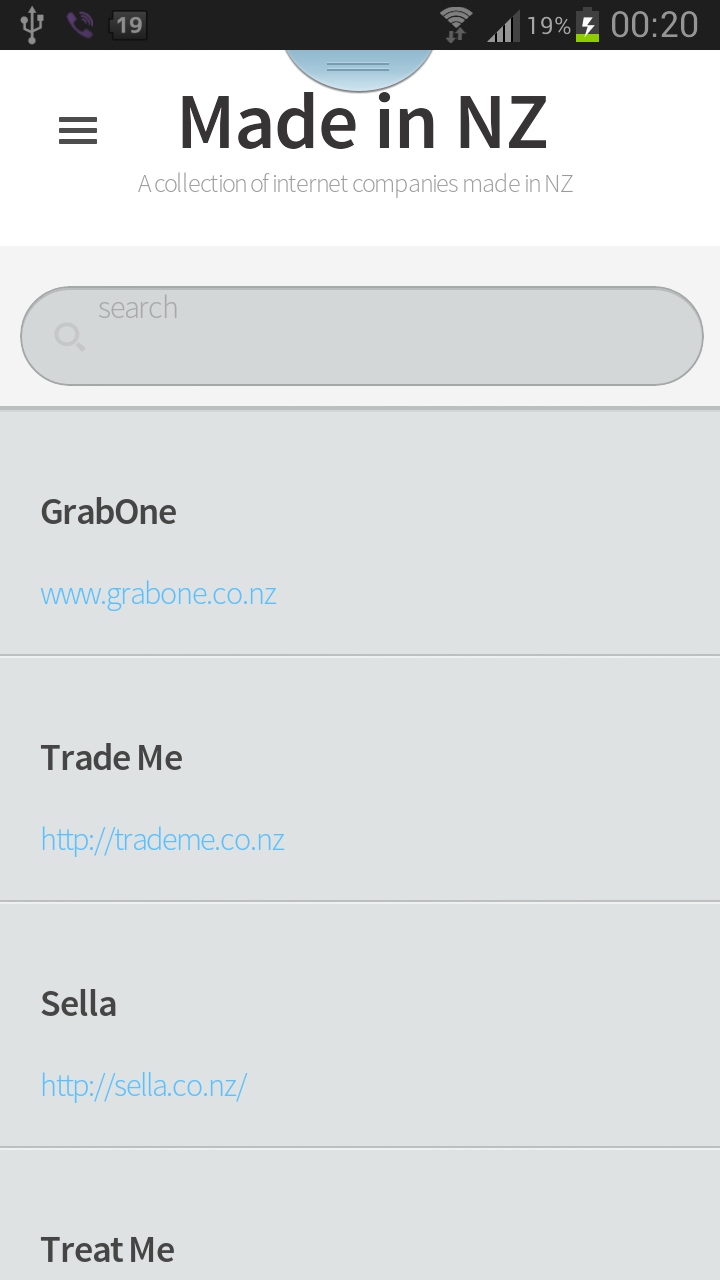 19
19%
00:20
Made in NZ
A collection of internet companies made in NZ
search
GrabOne
www.grabone.co.nz
Trade Me
http://trademe.co.nz
Sella
http://sella.co.nz/
Treat Me